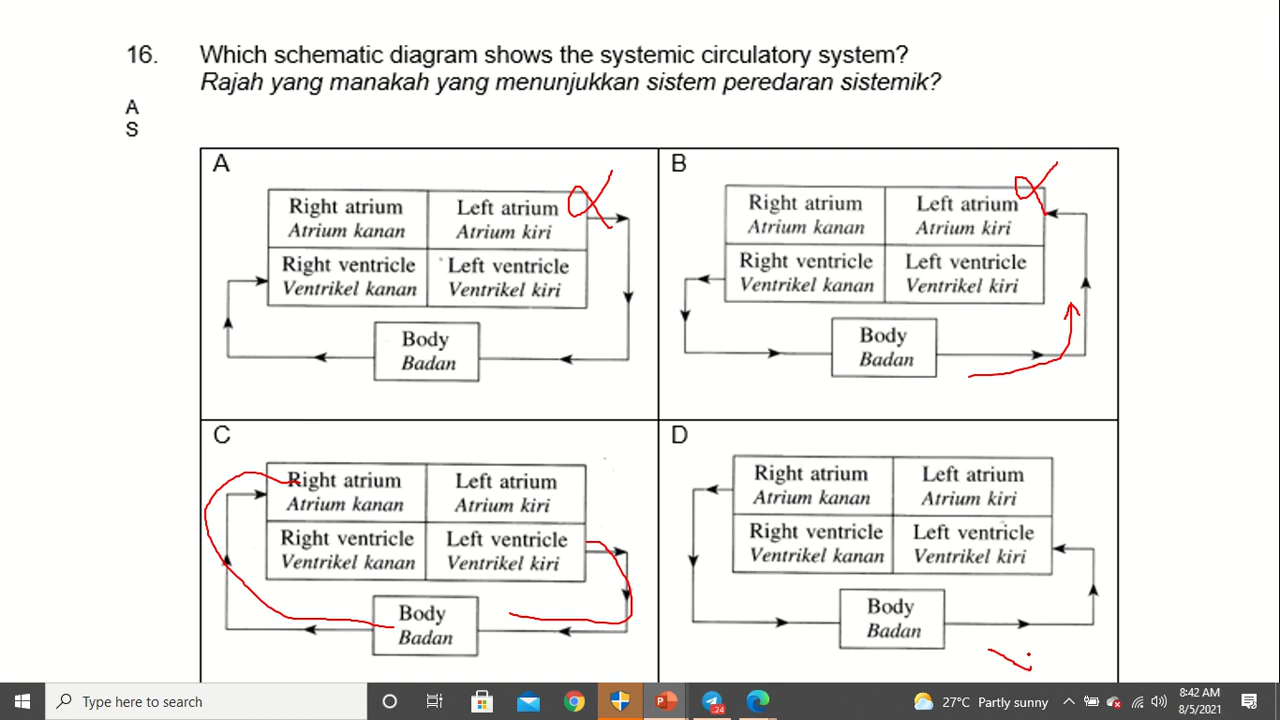 16. Which schematic diagram shows the systemic circulatory system?
Rajah yang manakah yang menunjukkan sistem peredaran sistemik?
A
S
A
Right atrium
Atrium kanan
Left atrium
Atrium kiri
Right ventricle
Ventrikel kanan
Left ventricle
Ventrikel kiri
Body
Badan
B
Right atrium
Atrium kanan
Left atrium
Atrium kiri
Right ventricle
Ventrikel kanan
Left ventricle
Ventrikel kiri
Body
Badan
C
Right atrium
Atrium kanan
Left atrium
Atrium kiri
Right ventricle
Ventrikel kanan
Left ventricle
Ventrikel kiri
Body
Badan
D
Right atrium
Atrium kanan
Left atrium
Atrium kiri
Right ventricle
Ventrikel kanan
Left ventricle
Ventrikel kiri
Body
Badan
Type here to search
24
27°C Partly sunny
8:42 AM
8/5/2021